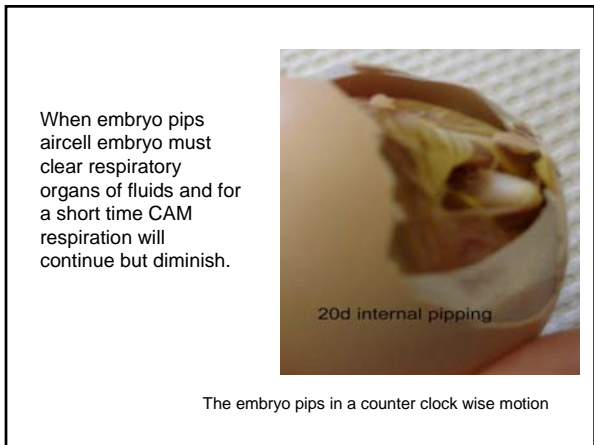 When embryo pips
aircell embryo must
clear respiratory
organs of fluids and for
a short time CAM
respiration will
continue but diminish.
20d internal pipping
The embryo pips in a counter clock wise motion